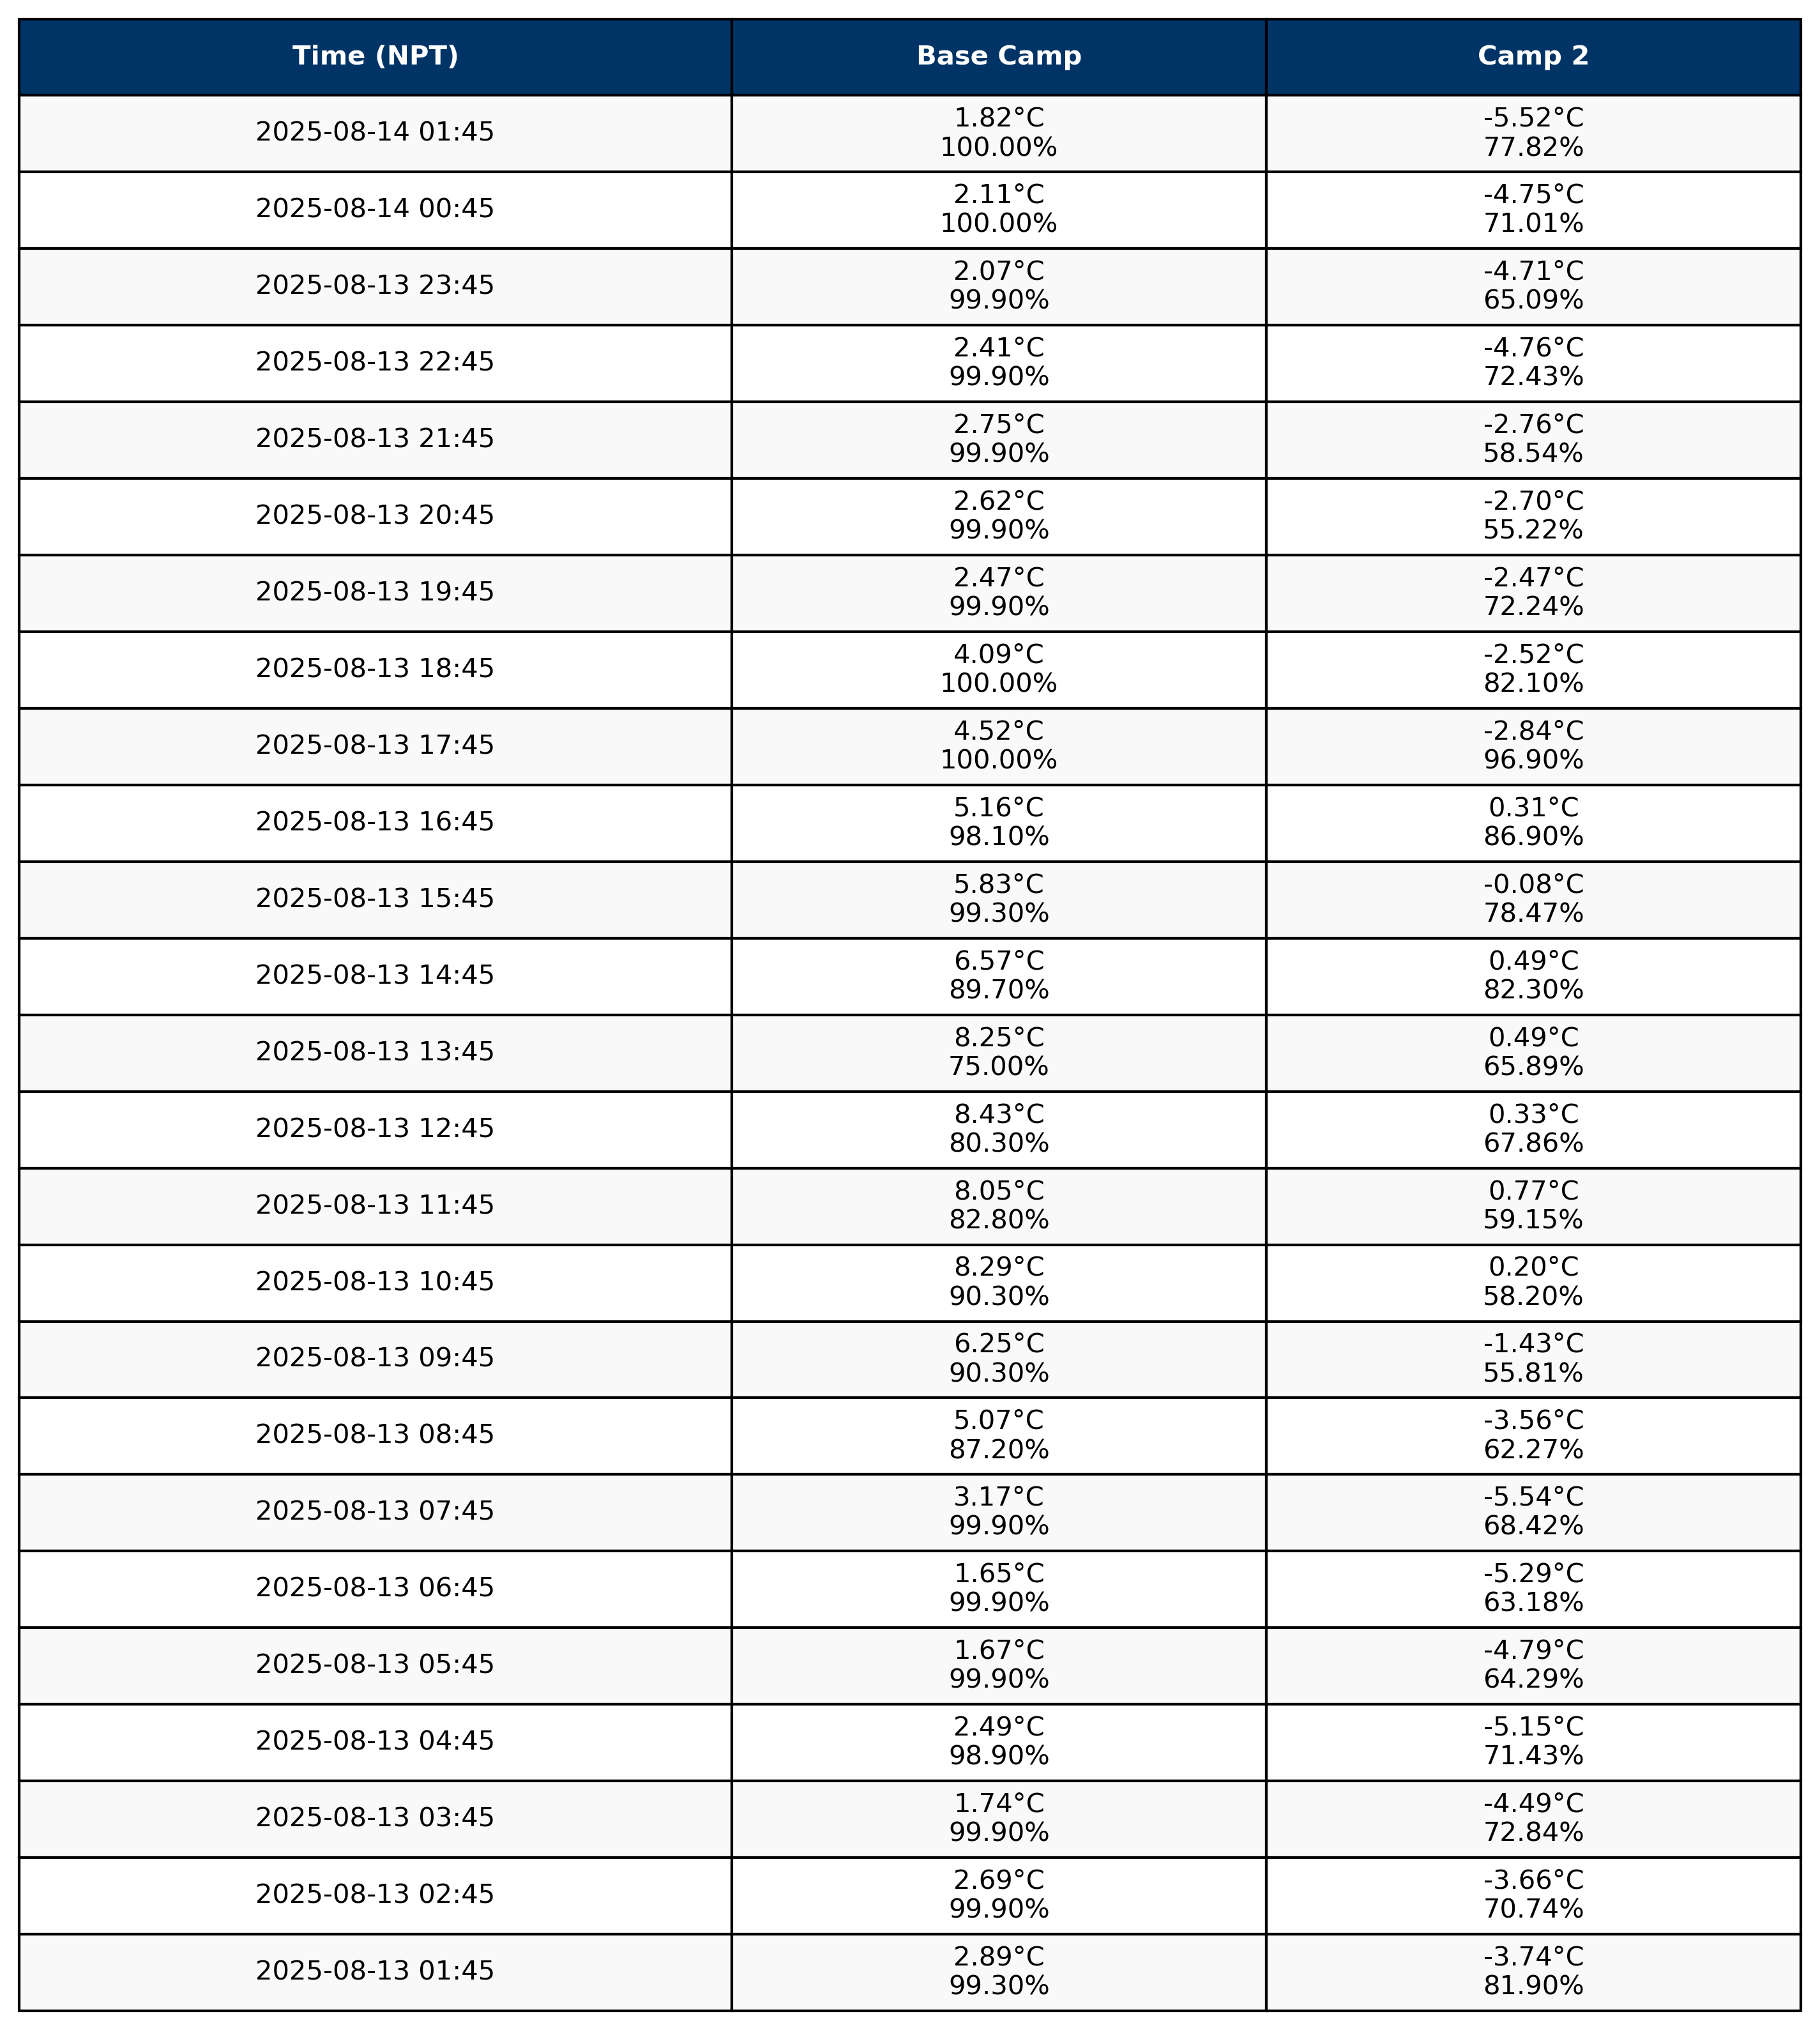 Time (NPT) Base Camp Camp 2
2025-08-14 01:45 1.82°C -5.52°C
100.00% 77.82%
2025-08-14 00:45 2.11°C -4.75°C
100.00% 71.01%
2025-08-13 23:45 2.07°C -4.71°C
99.90% 65.09%
2025-08-13 22:45 2.41°C -4.76°C
99.90% 72.43%
2025-08-13 21:45 2.75°C -2.76°C
99.90% 58.54%
2025-08-13 20:45 2.62°C -2.70°C
99.90% 55.22%
2025-08-13 19:45 2.47°C -2.47°C
99.90% 72.24%
2025-08-13 18:45 4.09°C -2.52°C
100.00% 82.10%
2025-08-13 17:45 4.52°C -2.84°C
100.00% 96.90%
2025-08-13 16:45 5.16°C 0.31°C
98.10% 86.90%
2025-08-13 15:45 5.83°C -0.08°C
99.30% 78.47%
2025-08-13 14:45 6.57°C 0.49°C
89.70% 82.30%
2025-08-13 13:45 8.25°C 0.49°C
75.00% 65.89%
2025-08-13 12:45 8.43°C 0.33°C
80.30% 67.86%
2025-08-13 11:45 8.05°C 0.77°C
82.80% 59.15%
2025-08-13 10:45 8.29°C 0.20°C
90.30% 58.20%
2025-08-13 09:45 6.25°C -1.43°C
90.30% 55.81%
2025-08-13 08:45 5.07°C -3.56°C
87.20% 62.27%
2025-08-13 07:45 3.17°C -5.54°C
99.90% 68.42%
2025-08-13 06:45 1.65°C -5.29°C
99.90% 63.18%
2025-08-13 05:45 1.67°C -4.79°C
99.90% 64.29%
2025-08-13 04:45 2.49°C -5.15°C
98.90% 71.43%
2025-08-13 03:45 1.74°C -4.49°C
99.90% 72.84%
2025-08-13 02:45 2.69°C -3.66°C
99.90% 70.74%
2025-08-13 01:45 2.89°C -3.74°C
99.30% 81.90%